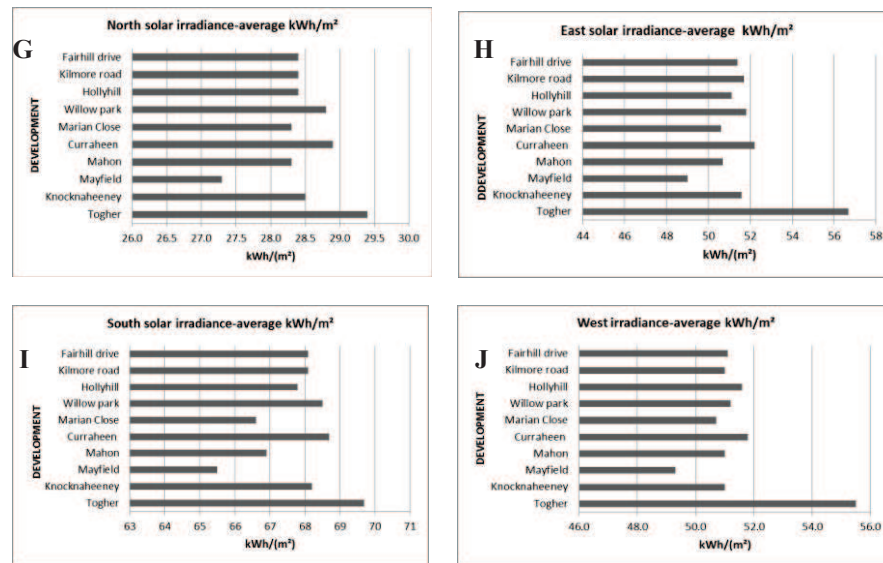 G
North solar irradiance-average kWh/m²
DEVELOPMENT
Fairhill drive
Kilmore road
Hollyhill
Willow park
Marian Close
Curraheen
Mahon
Mayfield
Knocknaheeney
Togher
26.0 26.5 27.0 27.5 28.0 28.5 29.0 29.5 30.0
kWh/(m²)
H
East solar irradiance-average kWh/m²
DDEVELOPMENT
Fairhill drive
Kilmore road
Hollyhill
Willow park
Marian Close
Curraheen
Mahon
Mayfield
Knocknaheeney
Togher
44 46 48 50 52 54 56 58
kWh/(m²)
I
South solar irradiance-average kWh/m²
DEVELOPMENT
Fairhill drive
Kilmore road
Hollyhill
Willow park
Marian Close
Curraheen
Mahon
Mayfield
Knocknaheeney
Togher
63 64 65 66 67 68 69 70 71
kWh/(m²)
J
West irradiance-average kWh/m²
DEVELOPMENT
Fairhill drive
Kilmore road
Hollyhill
Willow park
Marian Close
Curraheen
Mahon
Mayfield
Knocknaheeney
Togher
46.0 48.0 50.0 52.0 54.0 56.0
kWh/(m²)